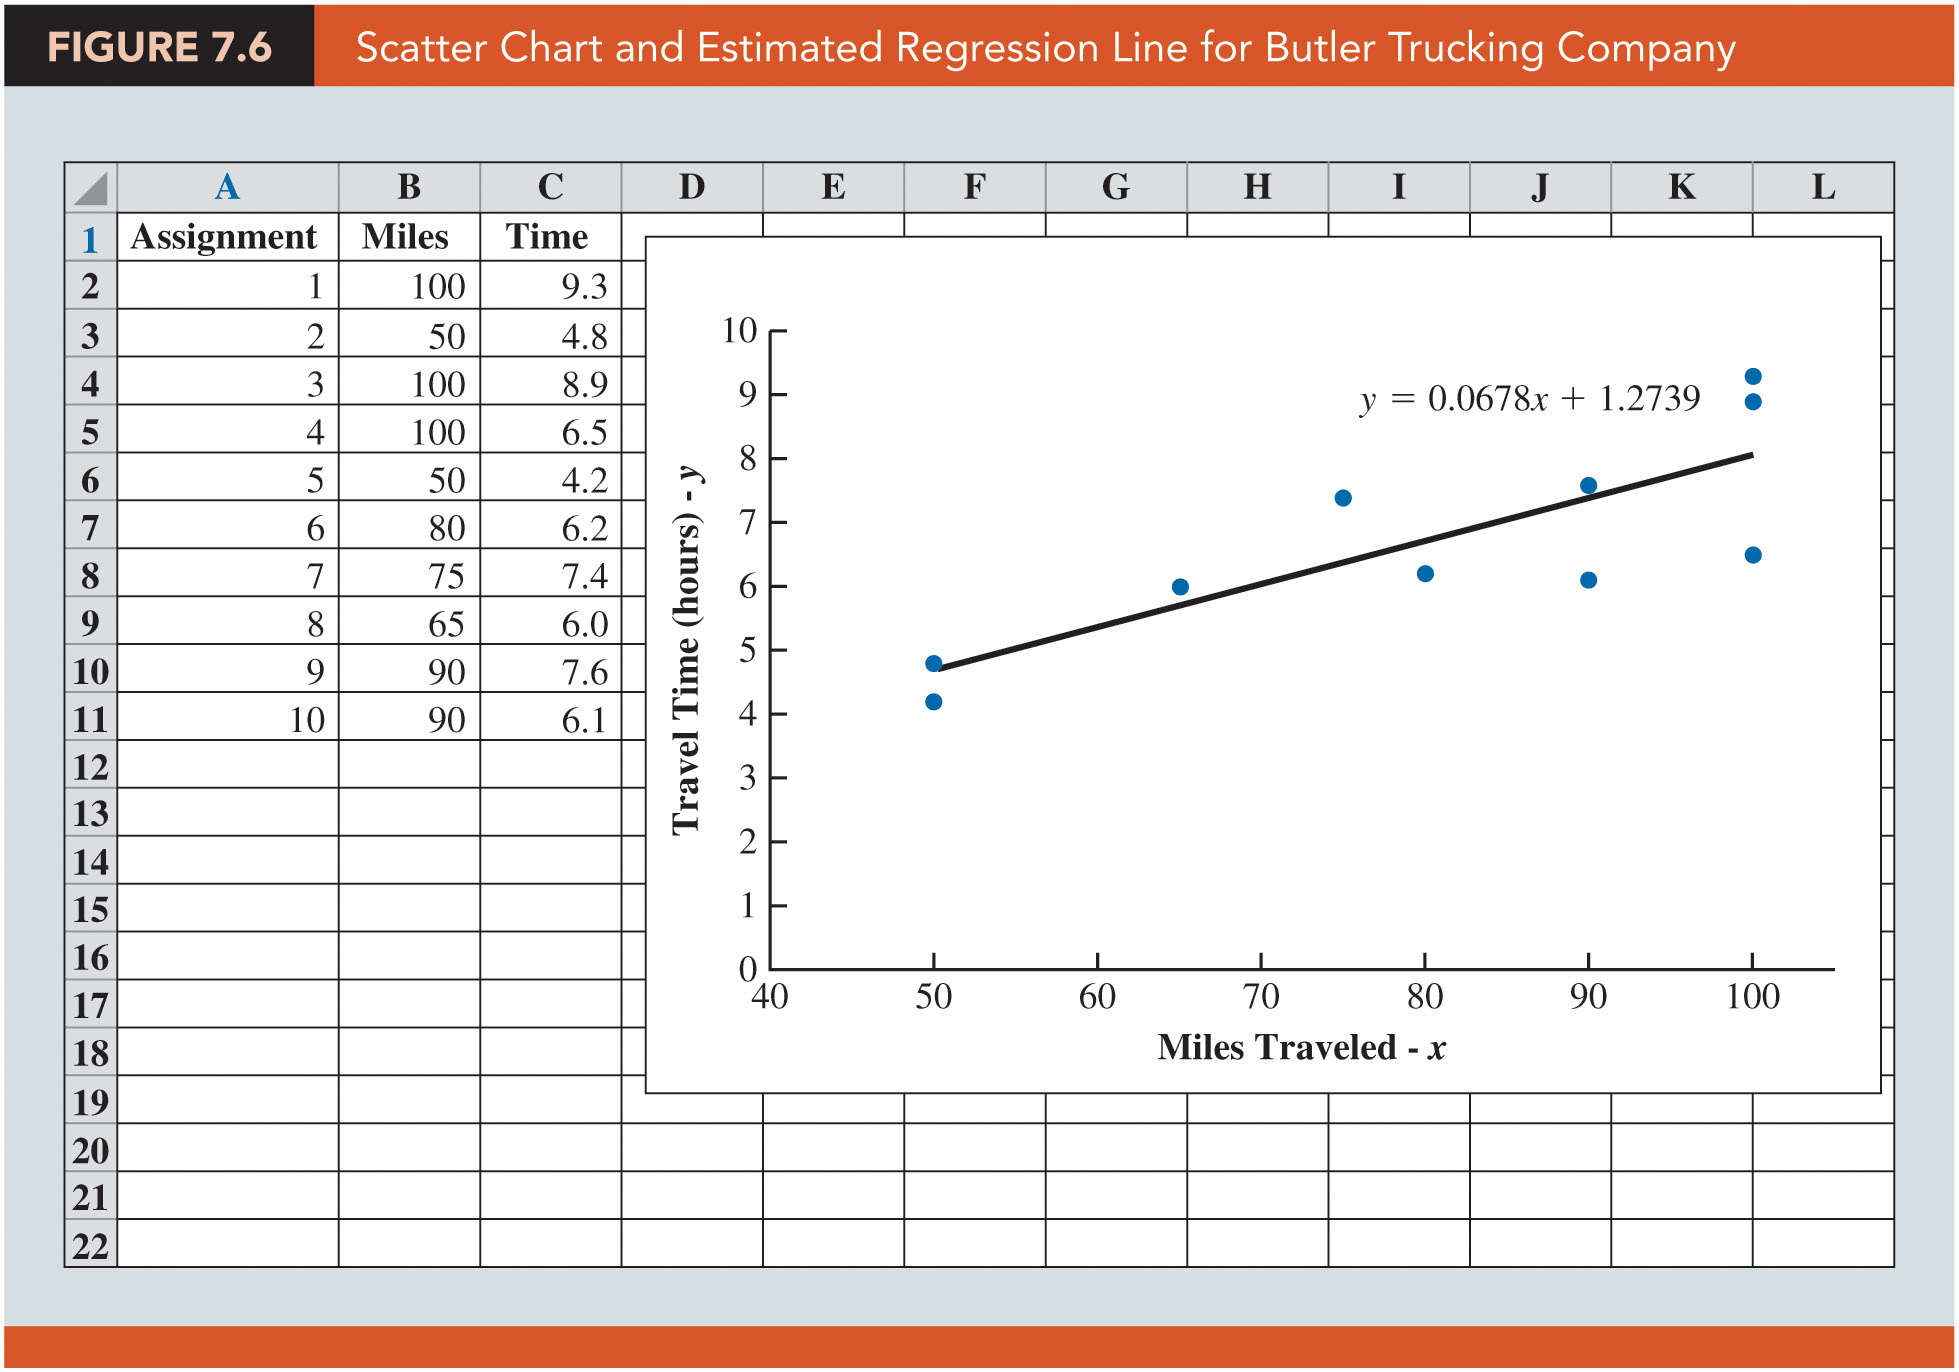 FIGURE 7.6 Scatter Chart and Estimated Regression Line for Butler Trucking Company
A B C D E F G H I J K L
1 Assignment Miles Time
2 1 100 9.3
3 2 50 4.8
4 3 100 8.9
5 4 100 6.5
6 5 50 4.2
7 6 80 6.2
8 7 75 7.4
9 8 65 6.0
10 9 90 7.6
11 10 90 6.1
12
13
14
15
16
17
18
19
20
21
22
10
9
8
7
6
5
4
3
2
1
0
Travel Time (hours) - y
y = 0.0678x + 1.2739
40 50 60 70 80 90 100
Miles Traveled - x